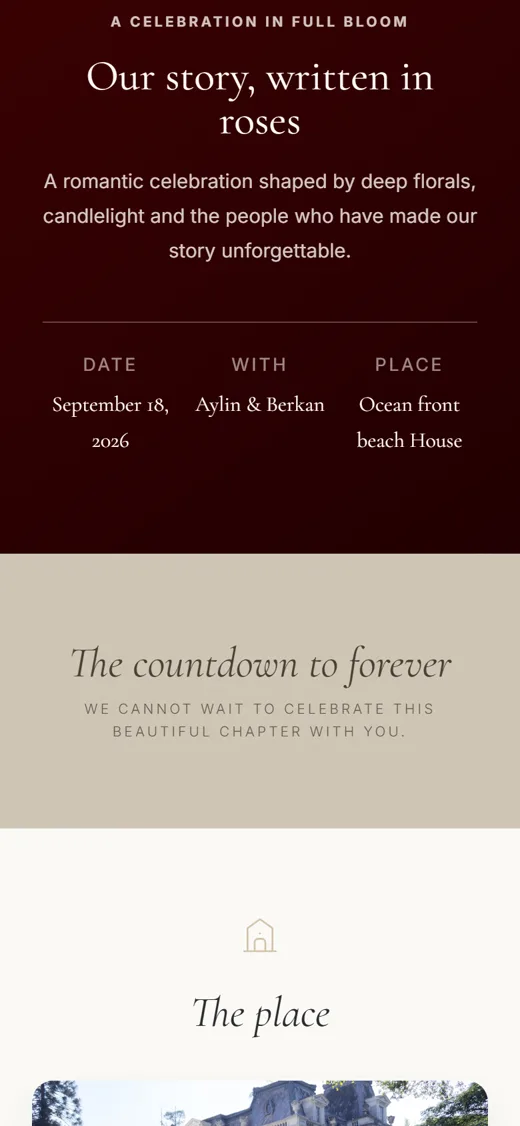 A CELEBRATION IN FULL BLOOM
Our story, written in
roses
A romantic celebration shaped by deep florals,
candlelight and the people who have made our
story unforgettable.
DATE
September 18,
2026
WITH
Aylin & Berkan
PLACE
Ocean front
beach House
The countdown to forever
WE CANNOT WAIT TO CELEBRATE THIS
BEAUTIFUL CHAPTER WITH YOU.
The place